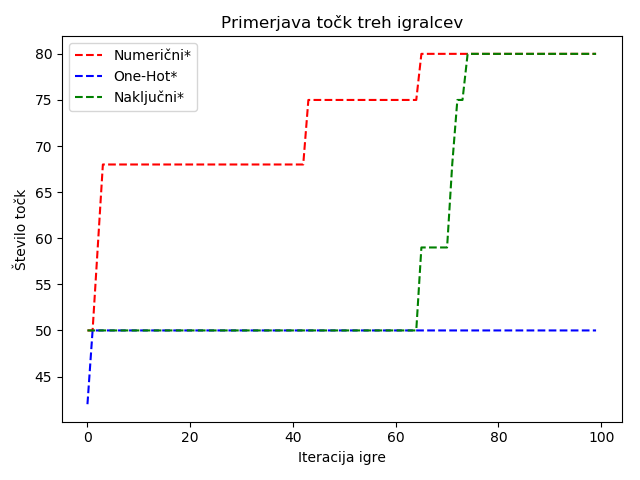 Primerjava točk treh igralcev
Numerični*
One-Hot*
Naključni*
Število točk
80
75
70
65
60
55
50
45
0 20 40 60 80 100
Iteracija igre